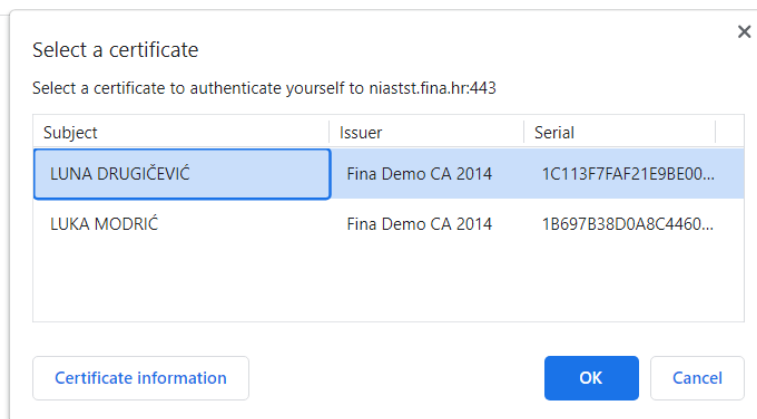 Select a certificate
Select a certificate to authenticate yourself to niastst.fina.hr:443
Subject Issuer Serial
LUNA DRUGIČEVIĆ Fina Demo CA 2014 1C113F7FAF21E9BE00...
LUKA MODRIĆ Fina Demo CA 2014 1B697B38D0A8C4460...
Certificate information OK Cancel